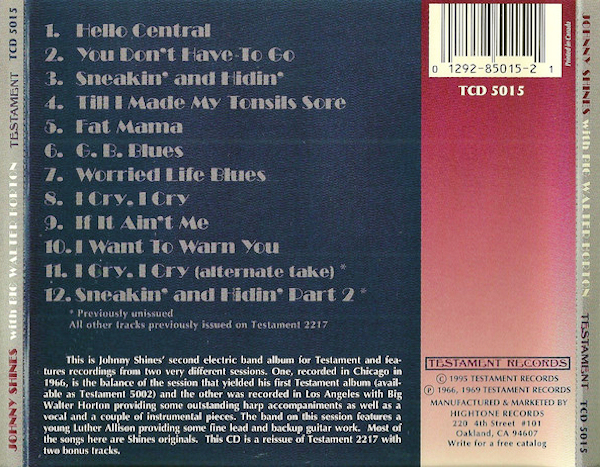 JOHNNY SHINES with BIG WALTER HORTON TESTAMENT TCD 5015
1. Hello Central
2. You Don't Have To Go
3. Sneakin' and Hidin'
4. Till I Made My Tonsils Sore
5. Fat Mama
6. G. B. Blues
7. Worried Life Blues
8. I Cry, I Cry
9. If It Ain't Me
10. I Want To Warn You
11. I Cry, I Cry (alternate take) *
12. Sneakin' and Hidin' Part 2 *
* Previously unissued
All other tracks previously issued on Testament 2217
This is Johnny Shines' second electric band album for Testament and fea-
tures recordings from two very different sessions. One, recorded in Chicago in
1966, is the balance of the session that yielded his first Testament album (avail-
able as Testament 5002) and the other was recorded in Los Angeles with Big
Walter Horton providing some outstanding harp accompaniments as well as a
vocal and a couple of instrumental pieces. The band on this session features a
young Luther Allison providing some fine lead and backup guitar work. Most
of the songs here are Shines originals. This CD is a reissue of Testament 2217 with
two bonus tracks.
0 1292-85015-2 1
Printed in Canada
TCD 5015
TESTAMENT RECORDS
© 1995 TESTAMENT RECORDS
℗ 1966, 1969 TESTAMENT RECORDS
MANUFACTURED & MARKETED BY
HIGHTONE RECORDS
220 4th Street #101
Oakland, CA 94607
Write for a free catalog
JOHNNY SHINES with BIG WALTER HORTON TESTAMENT TCD 5015